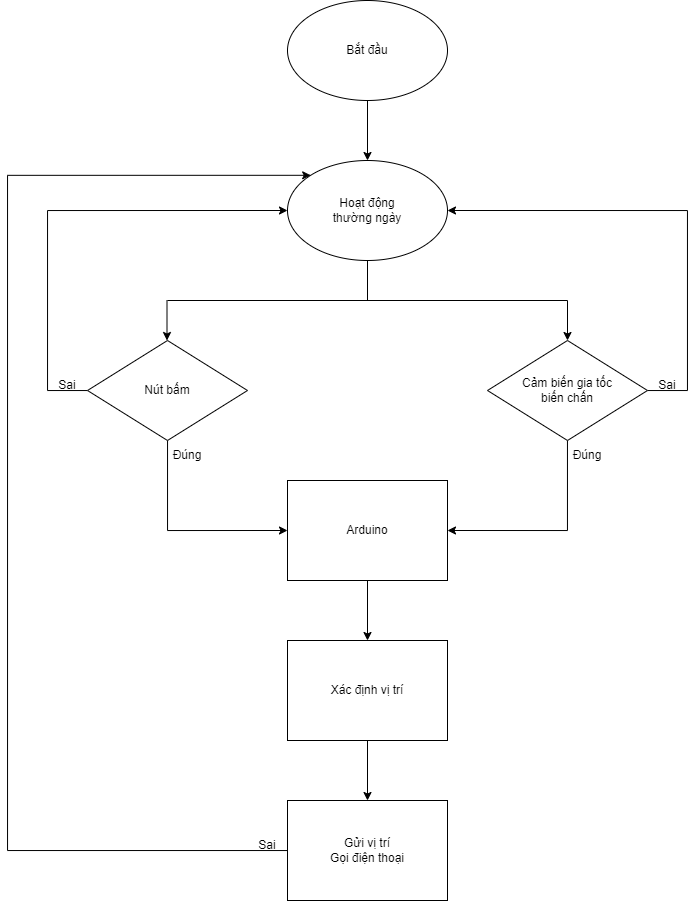 Bắt đầu
Hoạt động
thường ngày
Nút bấm
Cảm biến gia tốc
biến chấn
Sai
Sai
Đúng
Đúng
Arduino
Xác định vị trí
Gửi vị trí
Gọi điện thoại
Sai